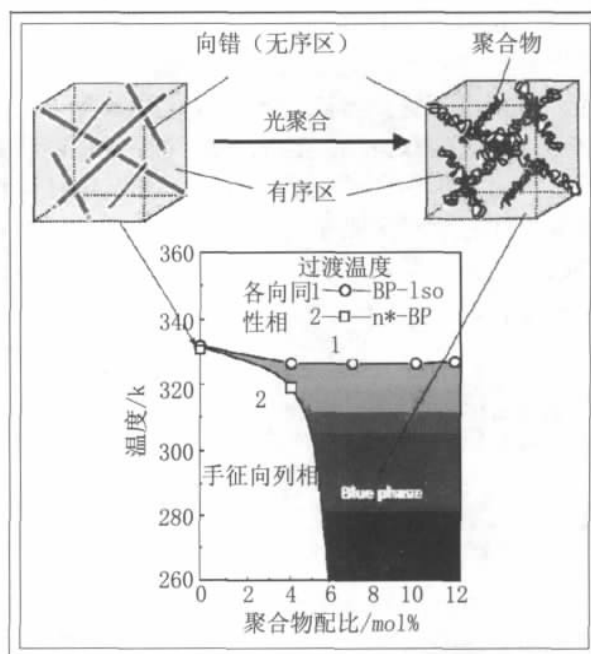 向错（无序区）
聚合物
光聚合
有序区
360
过渡温度
各向同 1 BP-lso
性相 2 n*-BP
340
1
330
320
2
温度/k
300
手征向列相
Blue phase
280
260
0 2 4 6 8 10 12
聚合物配比/mol%